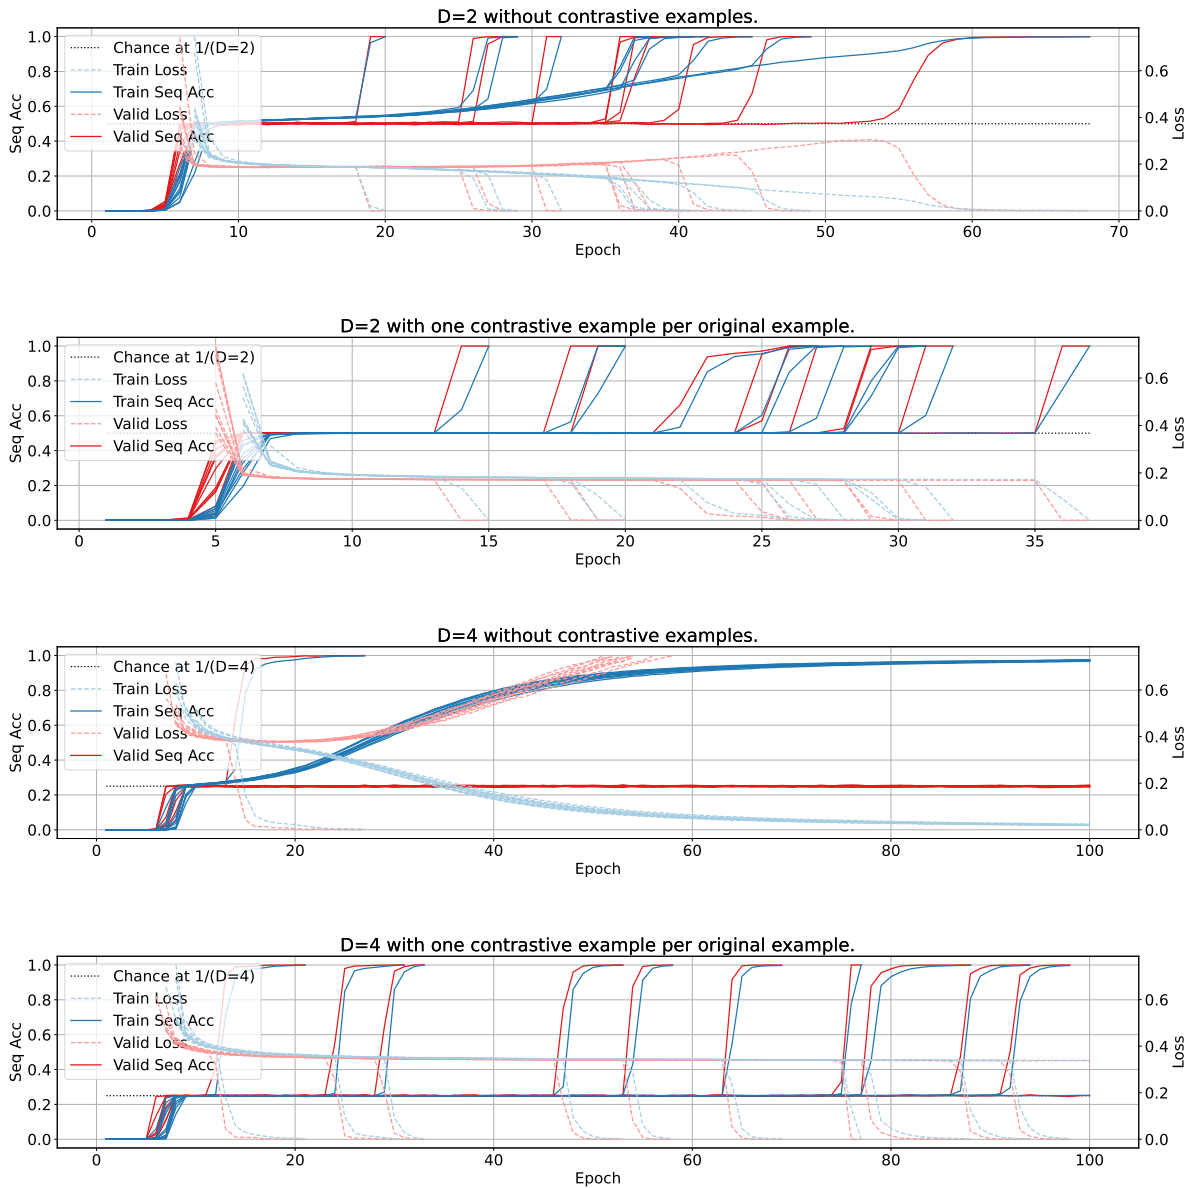 D=2 without contrastive examples.
1.0
0.8
0.6
0.4
0.2
0.0
Seq Acc
Chance at 1/(D=2)
Train Loss
Train Seq Acc
Valid Loss
Valid Seq Acc
0.6
0.4
0.2
0.0
Loss
0 10 20 30 40 50 60 70
Epoch
D=2 with one contrastive example per original example.
1.0
0.8
0.6
0.4
0.2
0.0
Seq Acc
Chance at 1/(D=2)
Train Loss
Train Seq Acc
Valid Loss
Valid Seq Acc
0.6
0.4
0.2
0.0
Loss
0 5 10 15 20 25 30 35
Epoch
D=4 without contrastive examples.
1.0
0.8
0.6
0.4
0.2
0.0
Seq Acc
Chance at 1/(D=4)
Train Loss
Train Seq Acc
Valid Loss
Valid Seq Acc
0.6
0.4
0.2
0.0
Loss
0 20 40 60 80 100
Epoch
D=4 with one contrastive example per original example.
1.0
0.8
0.6
0.4
0.2
0.0
Seq Acc
Chance at 1/(D=4)
Train Loss
Train Seq Acc
Valid Loss
Valid Seq Acc
0.6
0.4
0.2
0.0
Loss
0 20 40 60 80 100
Epoch